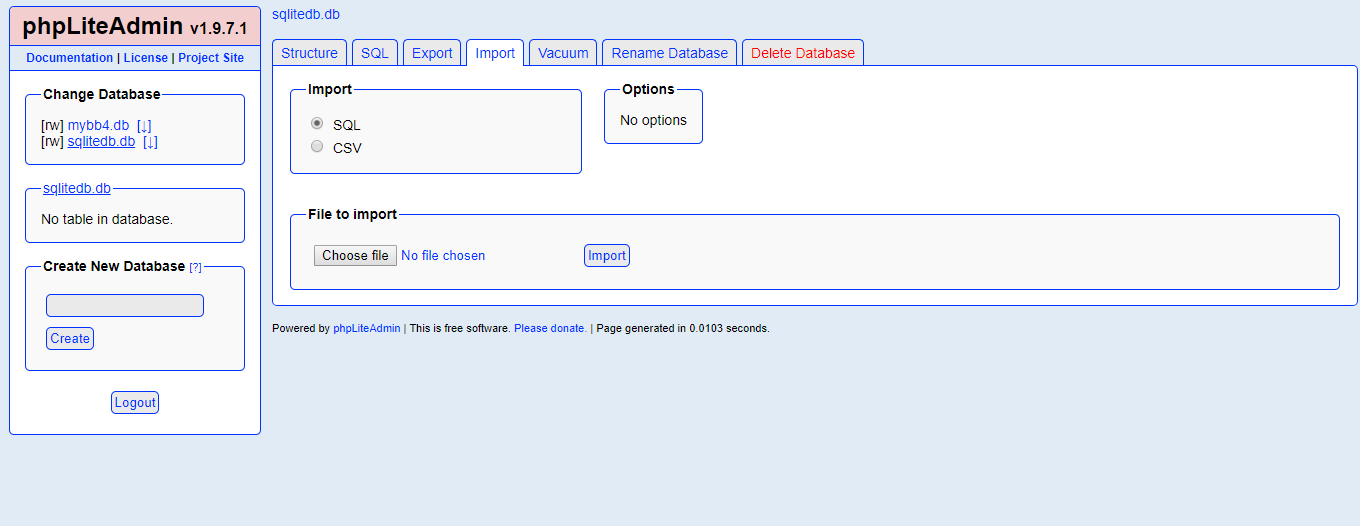 phpLiteAdmin v1.9.7.1
Documentation | License | Project Site
Change Database
[rw] mybb4.db [↓]
[rw] sqlitedb.db [↓]
sqlitedb.db
No table in database.
Create New Database [?]
Create
Logout
sqlitedb.db
Structure SQL Export Import Vacuum Rename Database Delete Database
Import
SQL
CSV
Options
No options
File to import
Choose file No file chosen Import
Powered by phpLiteAdmin | This is free software. Please donate. | Page generated in 0.0103 seconds.